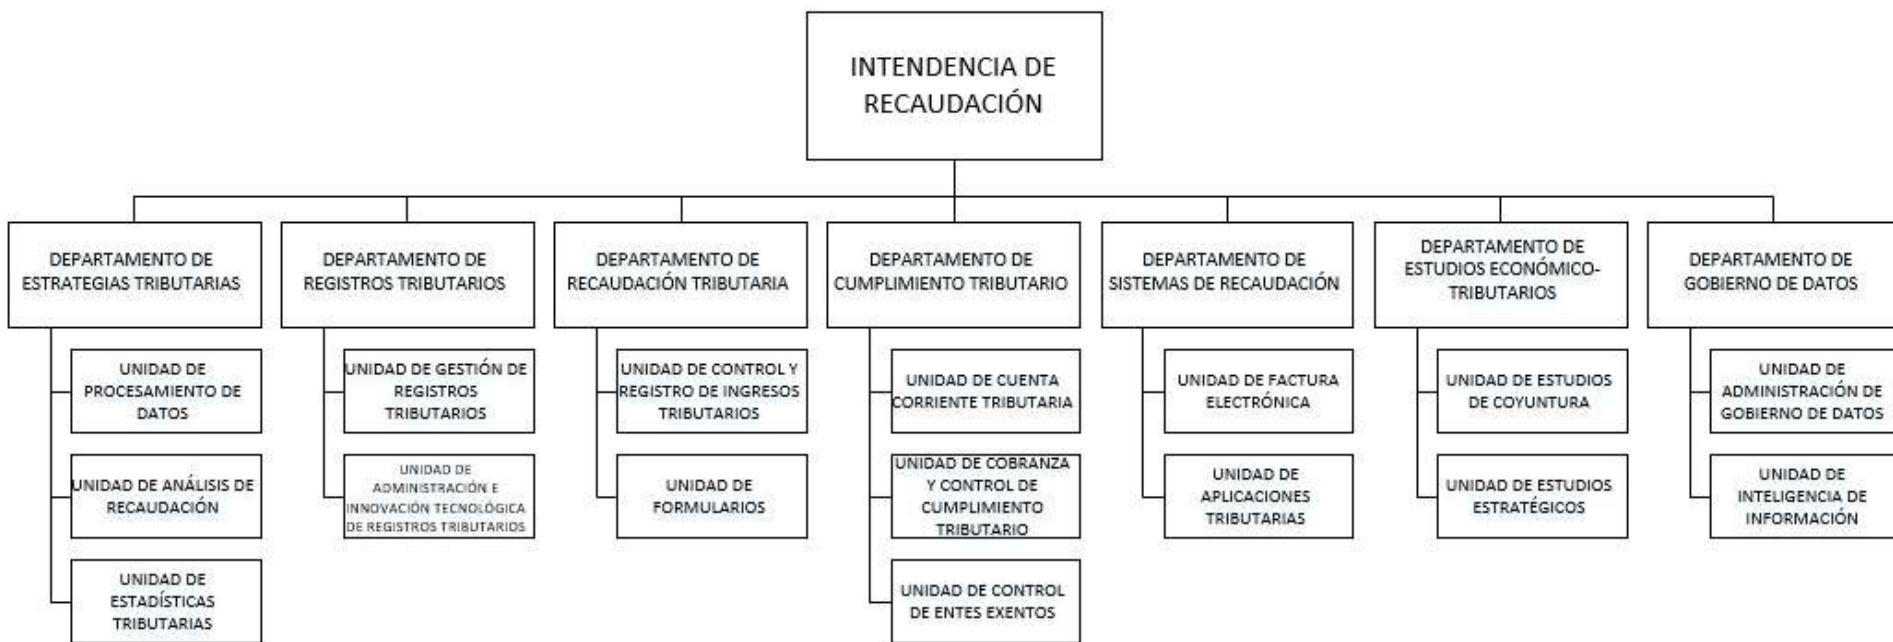 INTENDENCIA DE
RECAUDACIÓN
DEPARTAMENTO DE
ESTRATEGIAS TRIBUTARIAS
UNIDAD DE
PROCESAMIENTO DE
DATOS
UNIDAD DE ANÁLISIS DE
RECAUDACIÓN
UNIDAD DE
ESTADÍSTICAS
TRIBUTARIAS
DEPARTAMENTO DE
REGISTROS TRIBUTARIOS
UNIDAD DE GESTIÓN DE
REGISTROS
TRIBUTARIOS
UNIDAD DE
ADMINISTRACIÓN E
INNOVACIÓN TECNOLÓGICA
DE REGISTROS TRIBUTARIOS
DEPARTAMENTO DE
RECAUDACIÓN TRIBUTARIA
UNIDAD DE CONTROL Y
REGISTRO DE INGRESOS
TRIBUTARIOS
UNIDAD DE
FORMULARIOS
DEPARTAMENTO DE
CUMPLIMIENTO TRIBUTARIO
UNIDAD DE CUENTA
CORRIENTE TRIBUTARIA
UNIDAD DE COBRANZA
Y CONTROL DE
CUMPLIMIENTO
TRIBUTARIO
UNIDAD DE CONTROL
DE ENTES EXENTOS
DEPARTAMENTO DE
SISTEMAS DE RECAUDACIÓN
UNIDAD DE FACTURA
ELECTRÓNICA
UNIDAD DE
APLICACIONES
TRIBUTARIAS
DEPARTAMENTO DE
ESTUDIOS ECONÓMICO-
TRIBUTARIOS
UNIDAD DE ESTUDIOS
DE COYUNTURA
UNIDAD DE ESTUDIOS
ESTRATÉGICOS
DEPARTAMENTO DE
GOBIERNO DE DATOS
UNIDAD DE
ADMINISTRACIÓN DE
GOBIERNO DE DATOS
UNIDAD DE
INTELIGENCIA DE
INFORMACIÓN